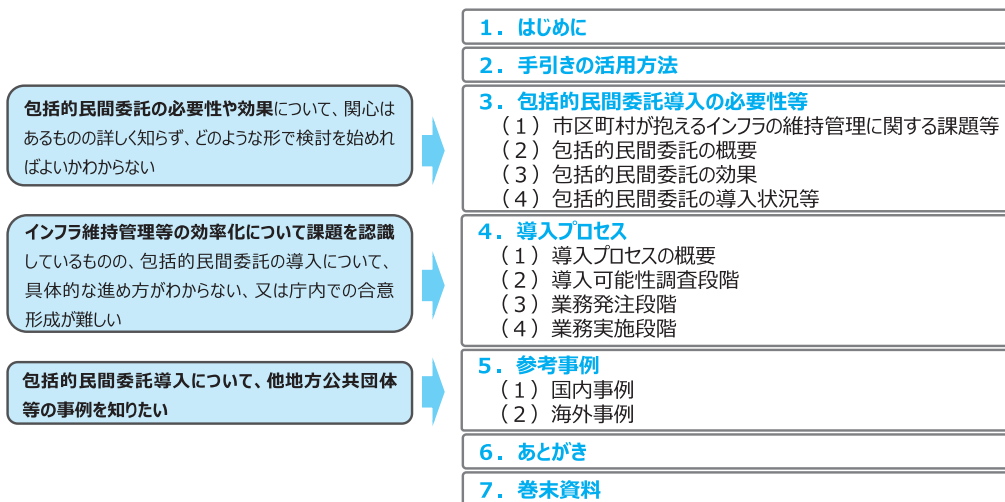 1．はじめに
2．手引きの活用方法
包括的民間委託の必要性や効果について、関心は
あるものの詳しく知らず、どのような形で検討を始めれ
ばよいかわからない
3．包括的民間委託導入の必要性等
（1）市区町村が抱えるインフラの維持管理に関する課題等
（2）包括的民間委託の概要
（3）包括的民間委託の効果
（4）包括的民間委託の導入状況等
インフラ維持管理等の効率化について課題を認識
しているものの、包括的民間委託の導入について、
具体的な進め方がわからない、又は庁内での合意
形成が難しい
4．導入プロセス
（1）導入プロセスの概要
（2）導入可能性調査段階
（3）業務発注段階
（4）業務実施段階
包括的民間委託導入について、他地方公共団体
等の事例を知りたい
5．参考事例
（1）国内事例
（2）海外事例
6．あとがき
7．巻末資料